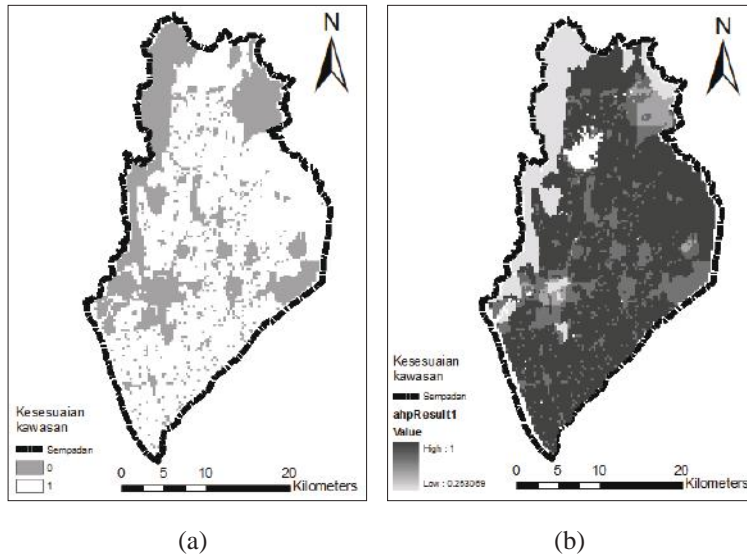 N
Kesesuaian
kawasan
Sempadan
0
1
0 5 10 20
Kilometers
(a)
N
Kesesuaian
kawasan
Sempadan
ahpResult1
Value
High : 1
Low : 0.253069
0 5 10 20
Kilometers
(b)